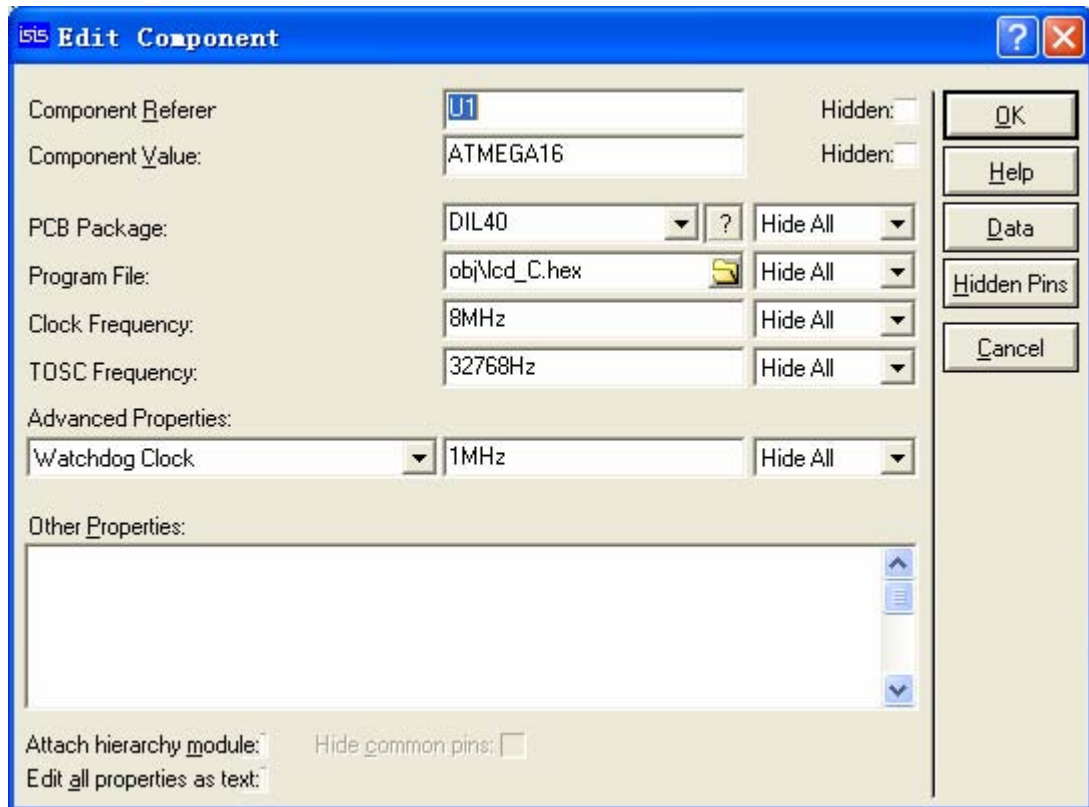 isis Edit Component ?
Component Referer U1 Hidden: OK
Component Value: ATMEGA16 Hidden: Help
PCB Package: DIL40 ? Hide All Data
Program File: obj\lcd_C.hex Hide All Hidden Pins
Clock Frequency: 8MHz Hide All
TOSC Frequency: 32768Hz Hide All Cancel
Advanced Properties:
Watchdog Clock 1MHz Hide All
Other Properties:
Attach hierarchy module: Hide common pins:
Edit all properties as text: